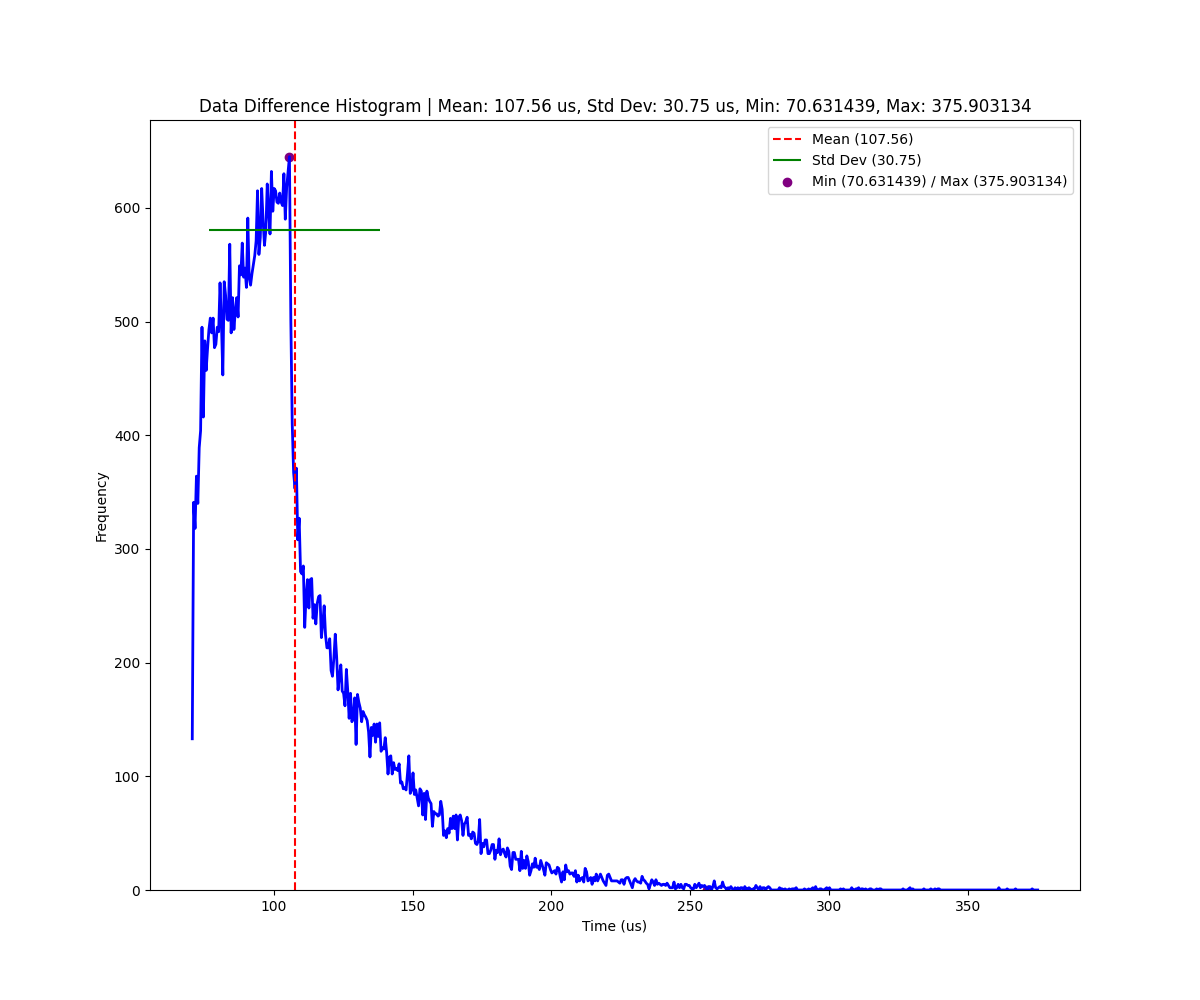 Data Difference Histogram | Mean: 107.56 us, Std Dev: 30.75 us, Min: 70.631439, Max: 375.903134
Mean (107.56)
Std Dev (30.75)
Min (70.631439) / Max (375.903134)
600
500
400
300
200
100
0
Frequency
100 150 200 250 300 350
Time (us)